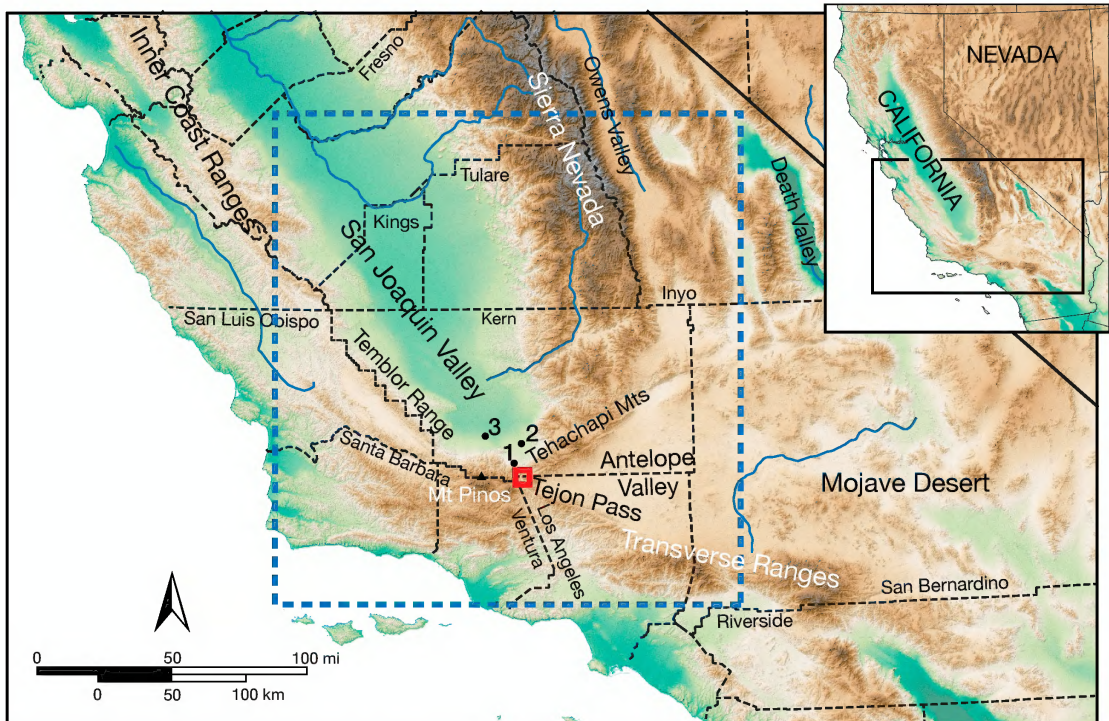 Inner
Coast Ranges
Fresno
Sierra Nevada
Owens Valley
NEVADA
CALIFORNIA
Tulare
Death Valley
Kings
San Joaquin Valley
Inyo
San Luis Obispo
Kern
Temblor Range
3
2
1
Tehachapi Mts
Santa Barbara
Antelope
Valley
Mt Pinos
Tejon Pass
Mojave Desert
Ventura
Los Angeles
Transverse Ranges
San Bernardino
Riverside
0 50 100 mi
0 50 100 km